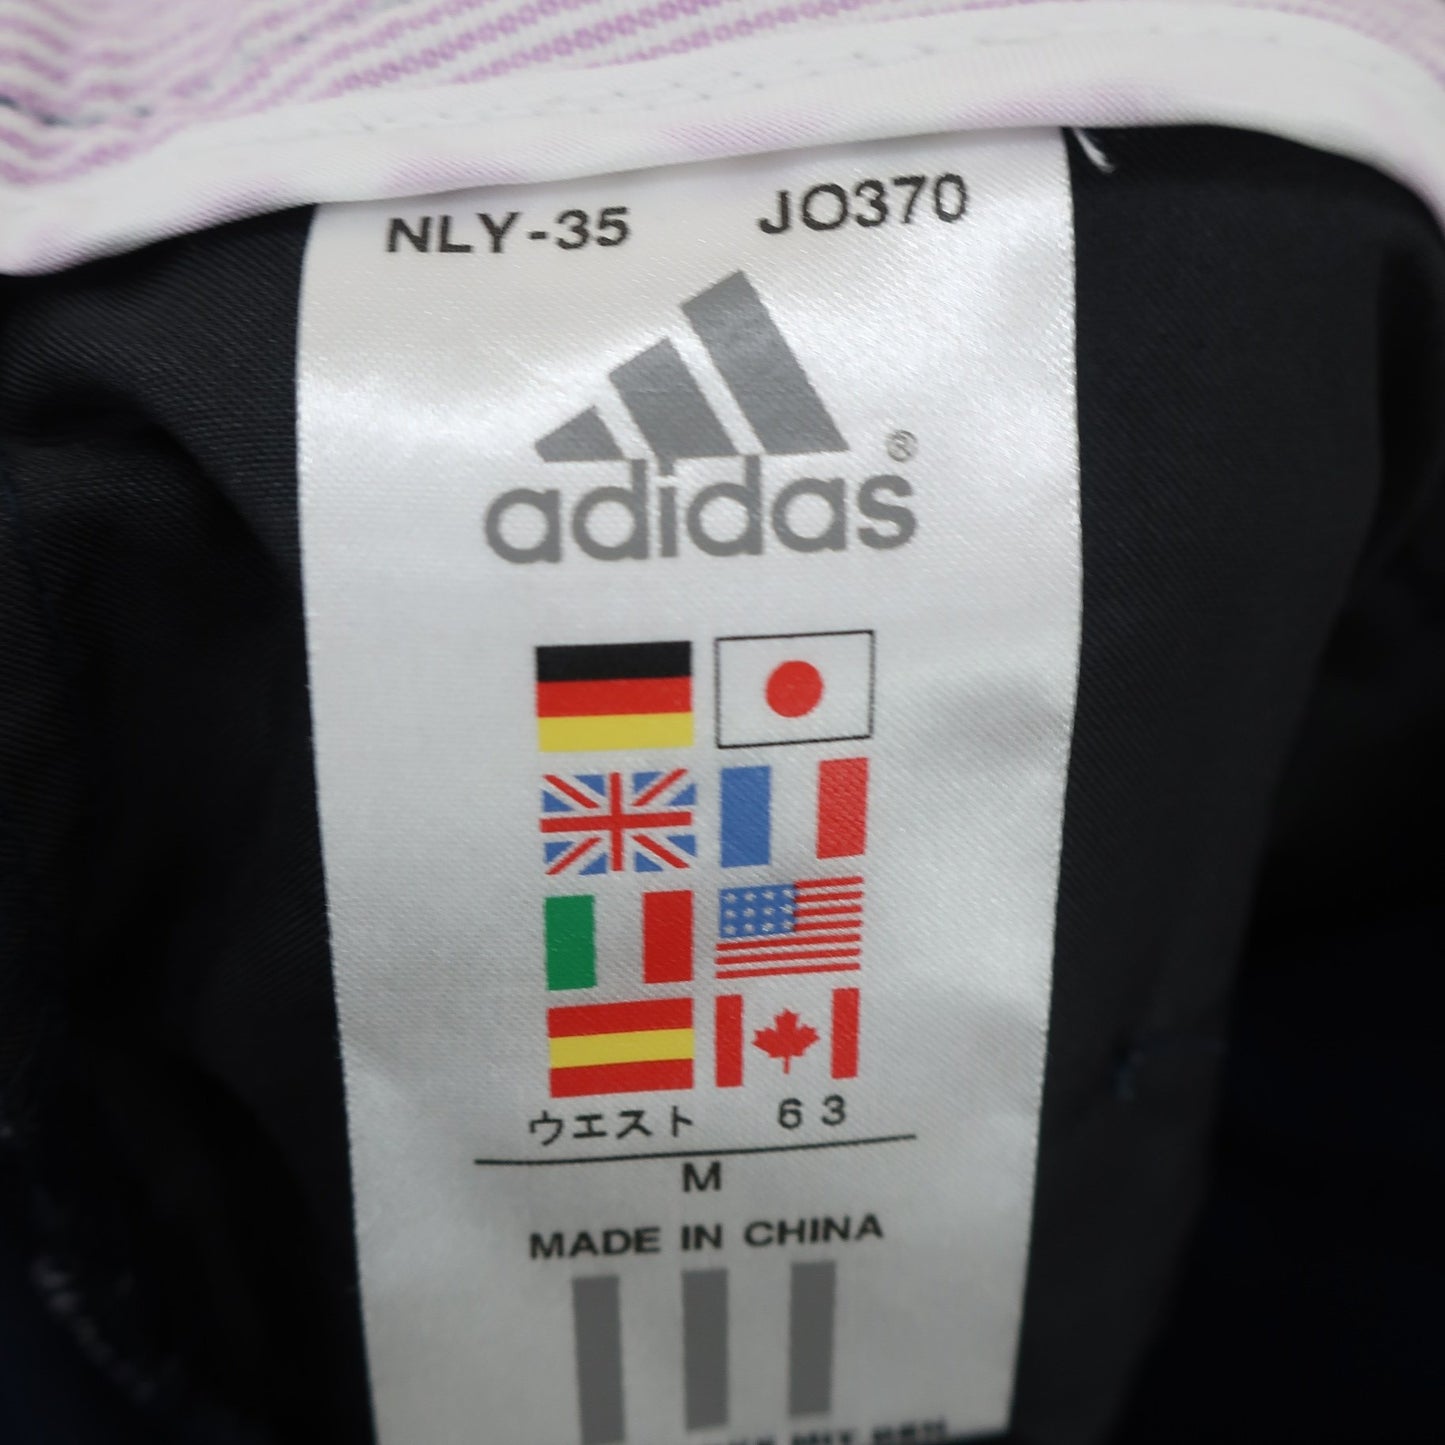 NLY-35 JO370
adidas®
ウエスト 63
M
MADE IN CHINA